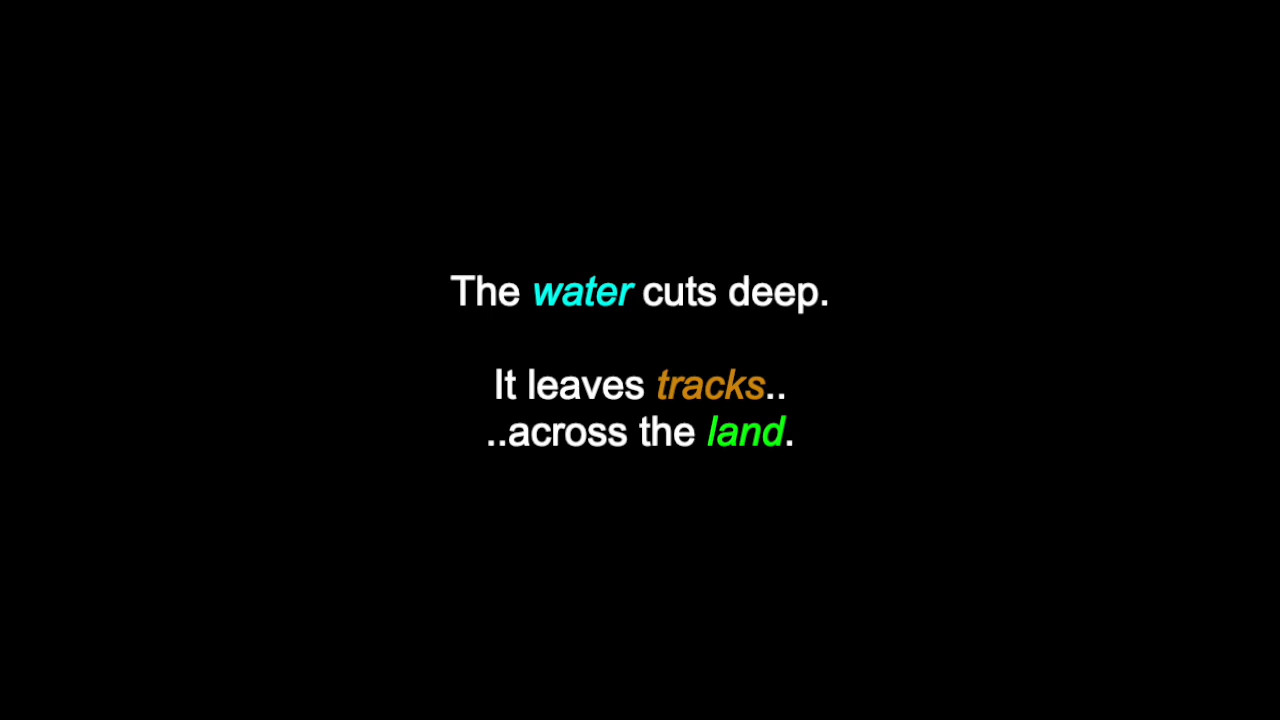 The water cuts deep.
It leaves tracks..
..across the land.